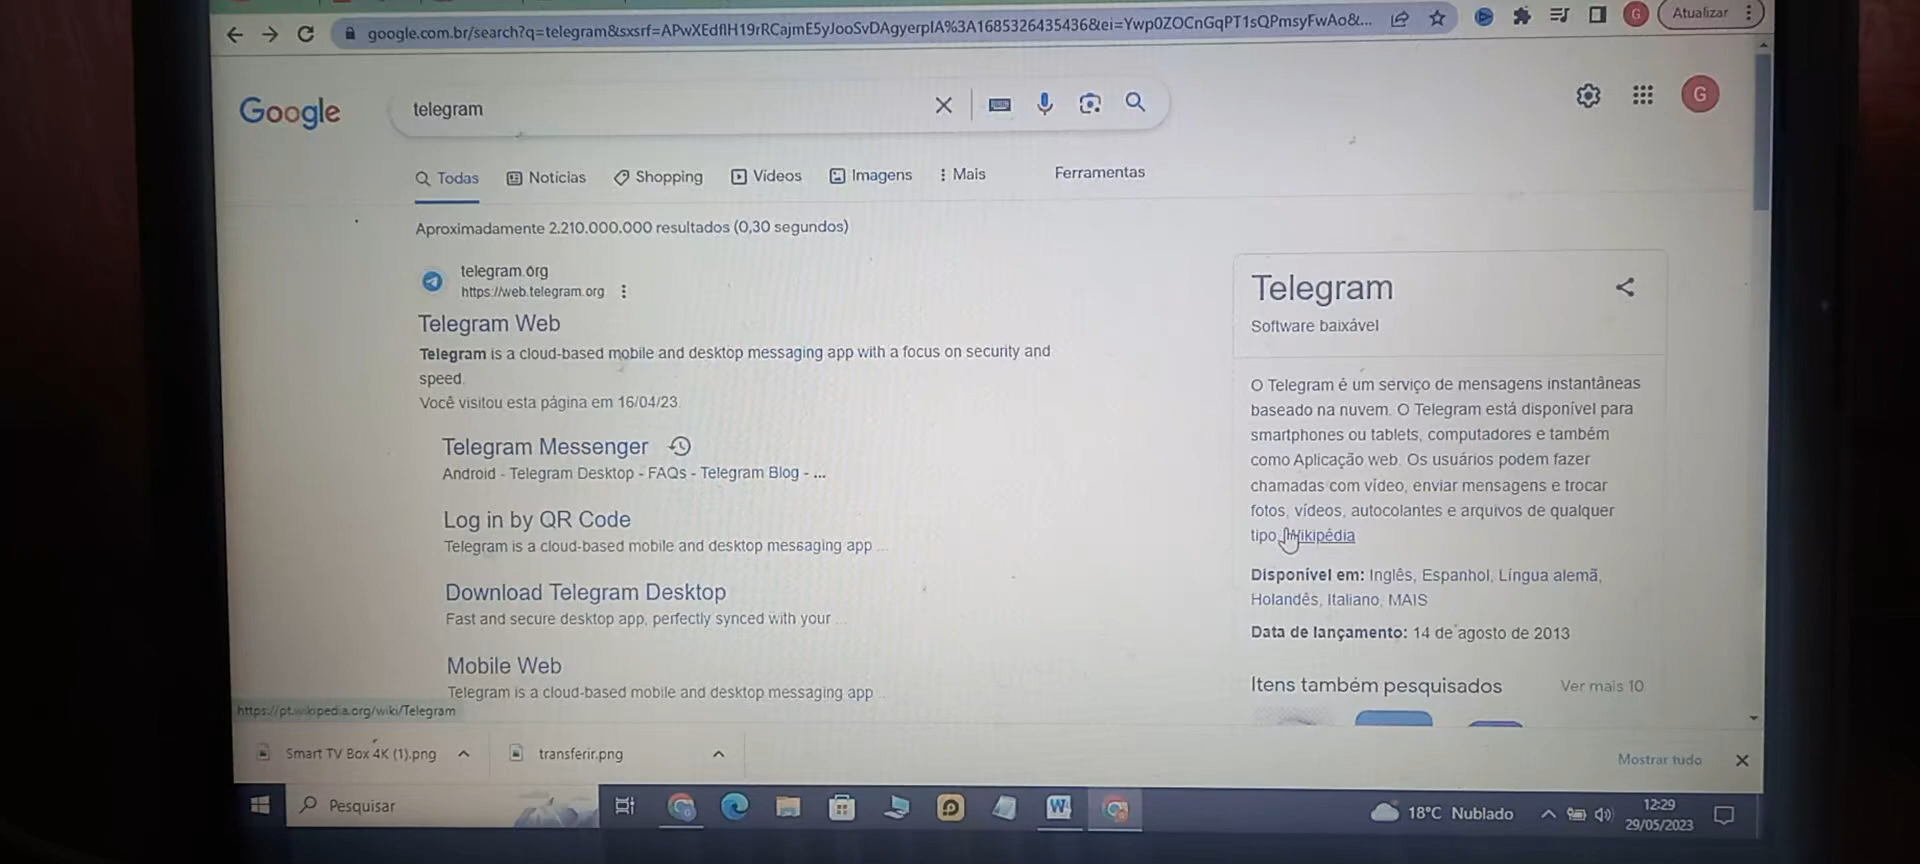 google.com.br/search?q=telegram&sxsrf=APwXEdflH19rRCajmE5yJooSvDAgyerpIA%3A1685326435436&ei=Ywp0ZOCnGqPT1sQPmsyFwAo&...
G
Atualizar
Google
telegram
G
Todas
Notícias
Shopping
Vídeos
Imagens
Mais
Ferramentas
Aproximadamente 2.210.000.000 resultados (0,30 segundos)
telegram.org
https://web.telegram.org
Telegram Web
Telegram is a cloud-based mobile and desktop messaging app with a focus on security and
speed.
Você visitou esta página em 16/04/23.
Telegram Messenger
Android - Telegram Desktop - FAQs - Telegram Blog - ...
Log in by QR Code
Telegram is a cloud-based mobile and desktop messaging app ...
Download Telegram Desktop
Fast and secure desktop app, perfectly synced with your ...
Mobile Web
Telegram is a cloud-based mobile and desktop messaging app ...
Telegram
Software baixável
O Telegram é um serviço de mensagens instantâneas
baseado na nuvem. O Telegram está disponível para
smartphones ou tablets, computadores e também
como Aplicação web. Os usuários podem fazer
chamadas com vídeo, enviar mensagens e trocar
fotos, vídeos, autocolantes e arquivos de qualquer
tipo. Wikipédia
Disponível em: Inglês, Espanhol, Língua alemã,
Holandês, Italiano, MAIS
Data de lançamento: 14 de agosto de 2013
Itens também pesquisados
Ver mais 10
https://pt.wikipedia.org/wiki/Telegram
Smart TV Box 4K (1).png
transferir.png
Mostrar tudo
Pesquisar
W
18°C Nublado
12:29
29/05/2023